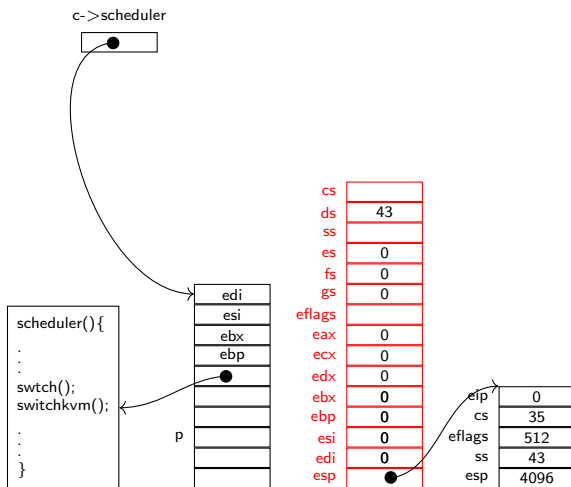 c->scheduler
edi
esi
ebx
ebp
p
scheduler(){
.
.
.
swtch();
switchkvm();
.
.
.
}
cs
ds 43
ss
es 0
fs 0
gs 0
eflags
eax 0
ecx 0
edx 0
ebx 0
ebp 0
esi 0
edi 0
esp
eip 0
cs 35
eflags 512
ss 43
esp 4096